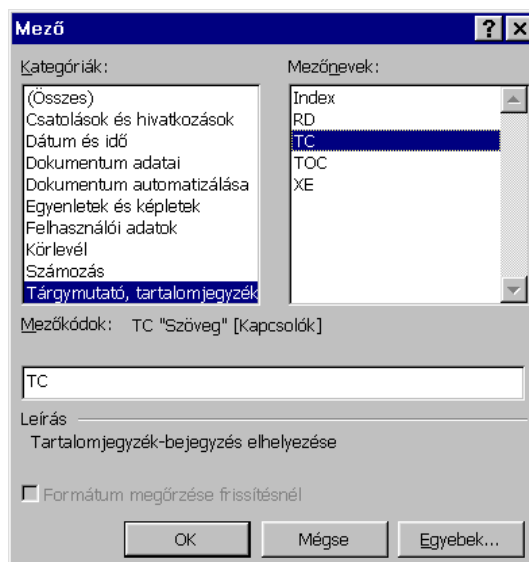 Mező
Kategóriák:
Mezőnevek:
(Összes)
Csatolások és hivatkozások
Dátum és idő
Dokumentum adatai
Dokumentum automatizálása
Egyenletek és képletek
Felhasználói adatok
Körlevél
Számozás
Tárgymutató, tartalomjegyzék
Index
RD
TC
TOC
XE
Mezőkódok: TC "Szöveg" [Kapcsolók]
TC
Leírás
Tartalomjegyzék-bejegyzés elhelyezése
Formátum megőrzése frissítésnél
OK
Mégse
Egyebek...